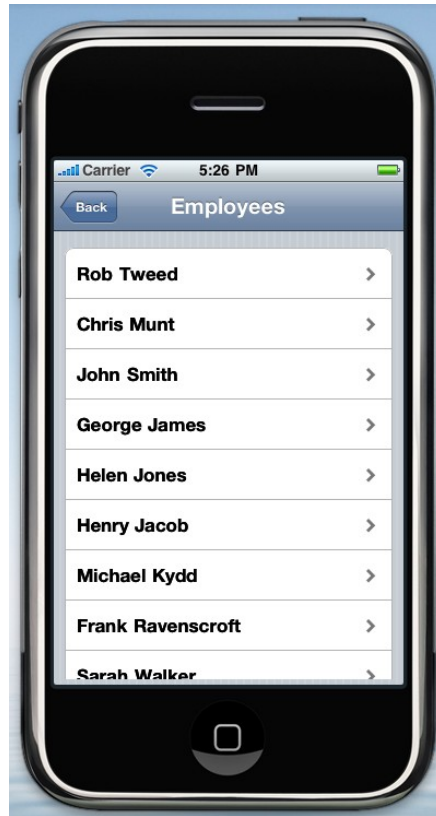 Carrier 5:26 PM
Back Employees
Rob Tweed
Chris Munt
John Smith
George James
Helen Jones
Henry Jacob
Michael Kydd
Frank Ravenscroft
Sarah Walker